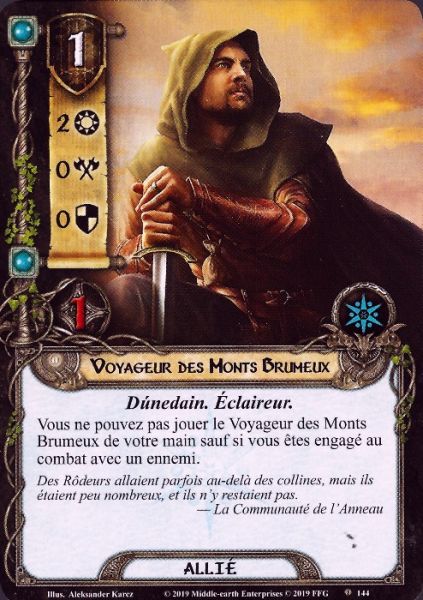 1
2
0
0
1
Voyageur des Monts Brumeux
Dúnedain. Éclaireur.
Vous ne pouvez pas jouer le Voyageur des Monts
Brumeux de votre main sauf si vous êtes engagé au
combat avec un ennemi.
Des Rôdeurs allaient parfois au-delà des collines, mais ils
étaient peu nombreux, et ils n'y restaient pas.
— La Communauté de l'Anneau
ALLIÉ
Illus. Aleksander Karcz © 2019 Middle-earth Enterprises © 2019 FFG 144